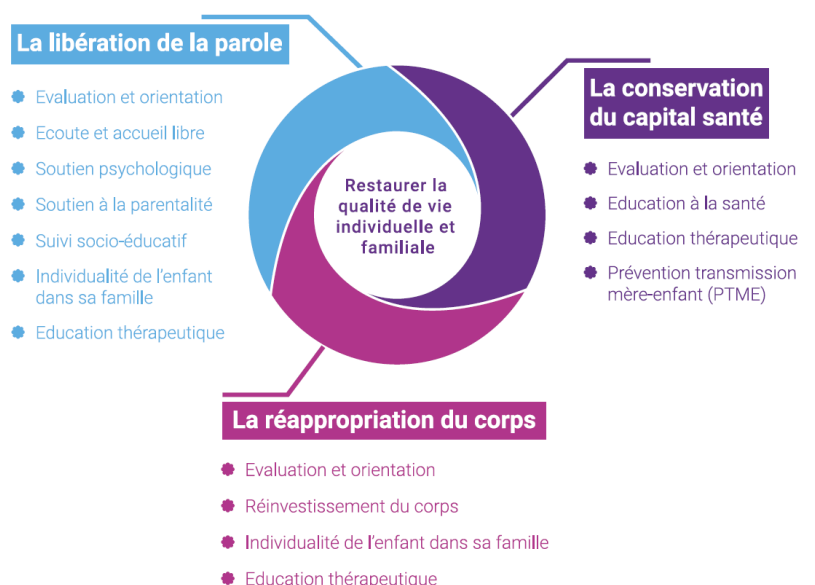 La libération de la parole
Evaluation et orientation
Ecoute et accueil libre
Soutien psychologique
Soutien à la parentalité
Suivi socio-éducatif
Individualité de l'enfant
dans sa famille
Education thérapeutique
Restaurer la
qualité de vie
individuelle et
familiale
La conservation
du capital santé
Evaluation et orientation
Education à la santé
Education thérapeutique
Prévention transmission
mère-enfant (PTME)
La réappropriation du corps
Evaluation et orientation
Réinvestissement du corps
Individualité de l'enfant dans sa famille
Education thérapeutique